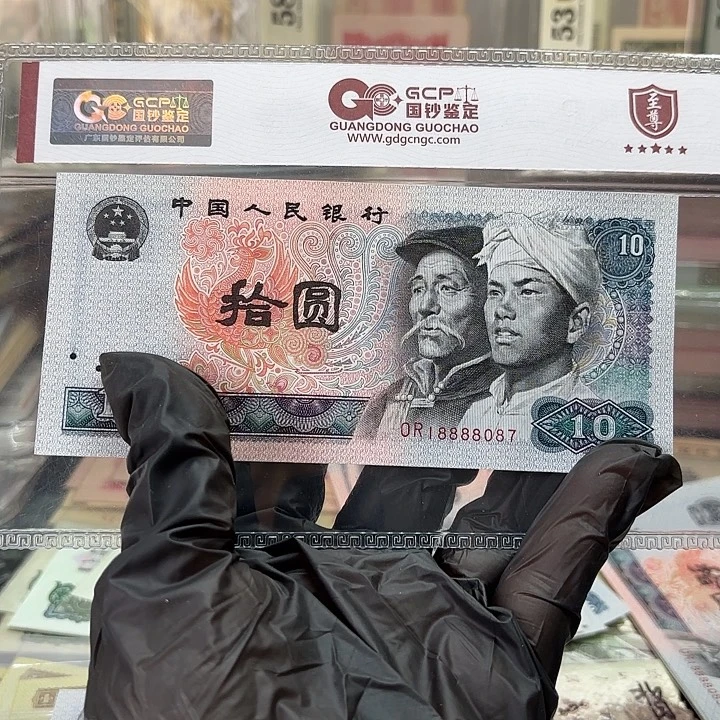 58
53
GCP
国钞鉴定
GUANGDONG GUOCHAO
广东国钞鉴定评估有限公司
GCP
国钞鉴定
GUANGDONG GUOCHAO
www.gdgcngc.com
至尊
中国人民银行
10
拾圆
OR18888087
10